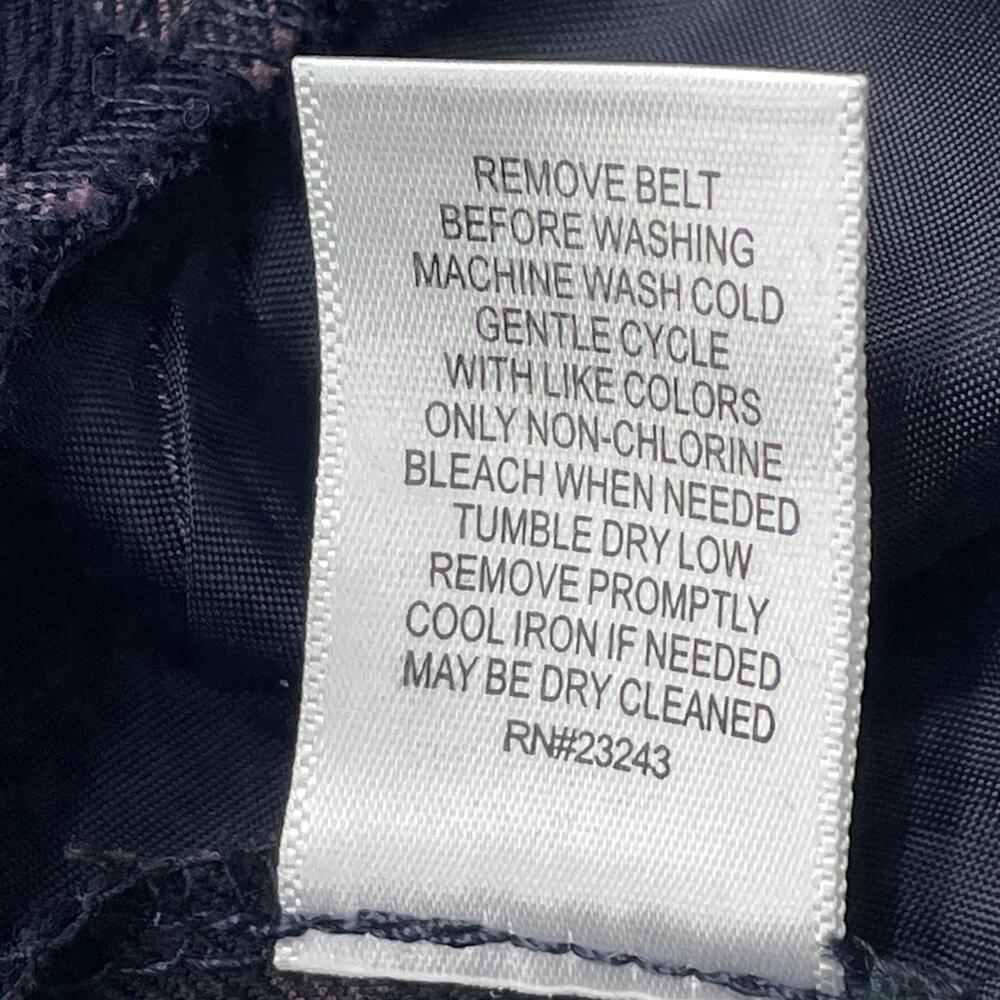 REMOVE BELT
BEFORE WASHING
MACHINE WASH COLD
GENTLE CYCLE
WITH LIKE COLORS
ONLY NON-CHLORINE
BLEACH WHEN NEEDED
TUMBLE DRY LOW
REMOVE PROMPTLY
COOL IRON IF NEEDED
MAY BE DRY CLEANED
RN#23243